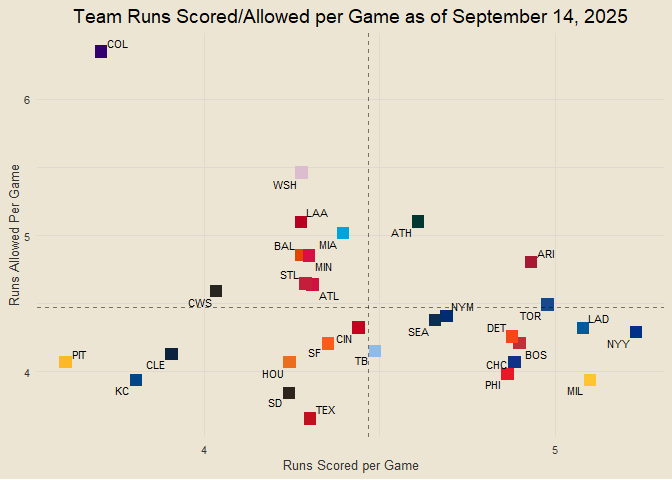 Team Runs Scored/Allowed per Game as of September 14, 2025
COL
6
WSH
LAA
ATH
5
MIA
BAL
MIN
ARI
STL
ATL
CWS
TOR
NYM
SEA
LAD
DET
NYY
CIN
SF
TB
BOS
PIT
CLE
4
HOU
CHC
PHI
KC
MIL
SD
TEX
4
5
Runs Scored per Game
Runs Allowed Per Game